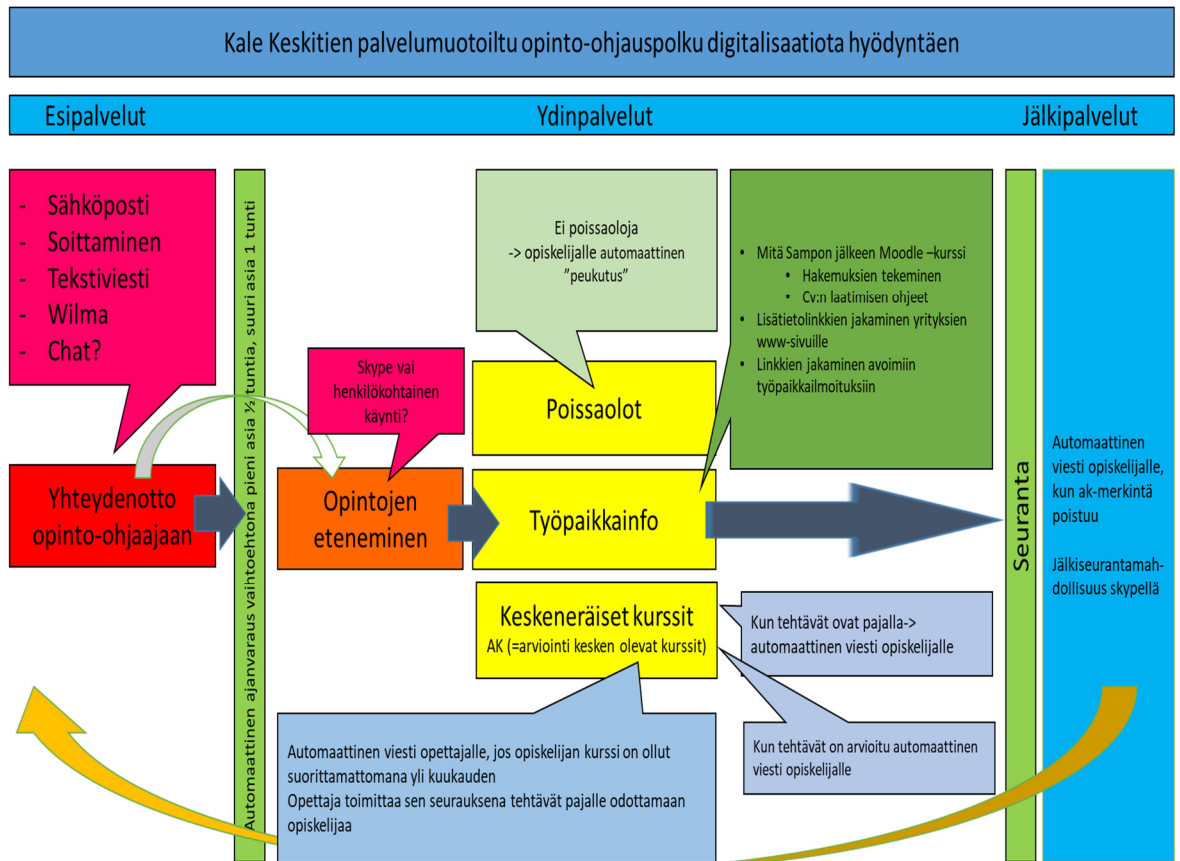 Kale Keskitien palvelumuotoiltu opinto-ohjauspolku digitalisaatiota hyödyntäen
Esipalvelut
Ydinpalvelut
Jälkipalvelut
- Sähköposti
- Soittaminen
- Tekstiviesti
- Wilma
- Chat?
Yhteydenotto
opinto-ohjaajaan
Automaattinen ajanvaraus vaihtoehtona pieni asia ½ tuntia, suuri asia 1 tunti
Skype vai
henkilökohtainen
käynti?
Opintojen
eteneminen
Ei poissaoloja
-> opiskelijalle automaattinen
”peukutus”
Poissaolot
Työpaikkainfo
Keskeneräiset kurssit
AK (=arviointi kesken olevat kurssit)
• Mitä Sampon jälkeen Moodle –kurssi
• Hakemuksien tekeminen
• Cv:n laatimisen ohjeet
• Lisätietolinkkien jakaminen yrityksien
www-sivuille
• Linkkien jakaminen avoimiin
työpaikkailmoituksiin
Kun tehtävät ovat pajalla->
automaattinen viesti opiskelijalle
Kun tehtävät on arvioitu automaattinen
viesti opiskelijalle
Automaattinen viesti opettajalle, jos opiskelijan kurssi on ollut
suorittamattomana yli kuukauden
Opettaja toimittaa sen seurauksena tehtävät pajalle odottamaan
opiskelijaa
Seuranta
Automaattinen
viesti opiskelijalle,
kun ak-merkintä
poistuu
Jälkiseurantamah-
dollisuus skypellä